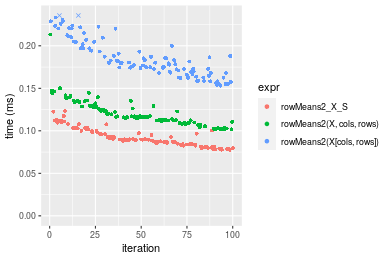 time (ms)
0.20
0.15
0.10
0.05
0.00
0
25
50
75
100
iteration
expr
rowMeans2_X_S
rowMeans2(X, cols, rows)
rowMeans2(X[cols, rows])